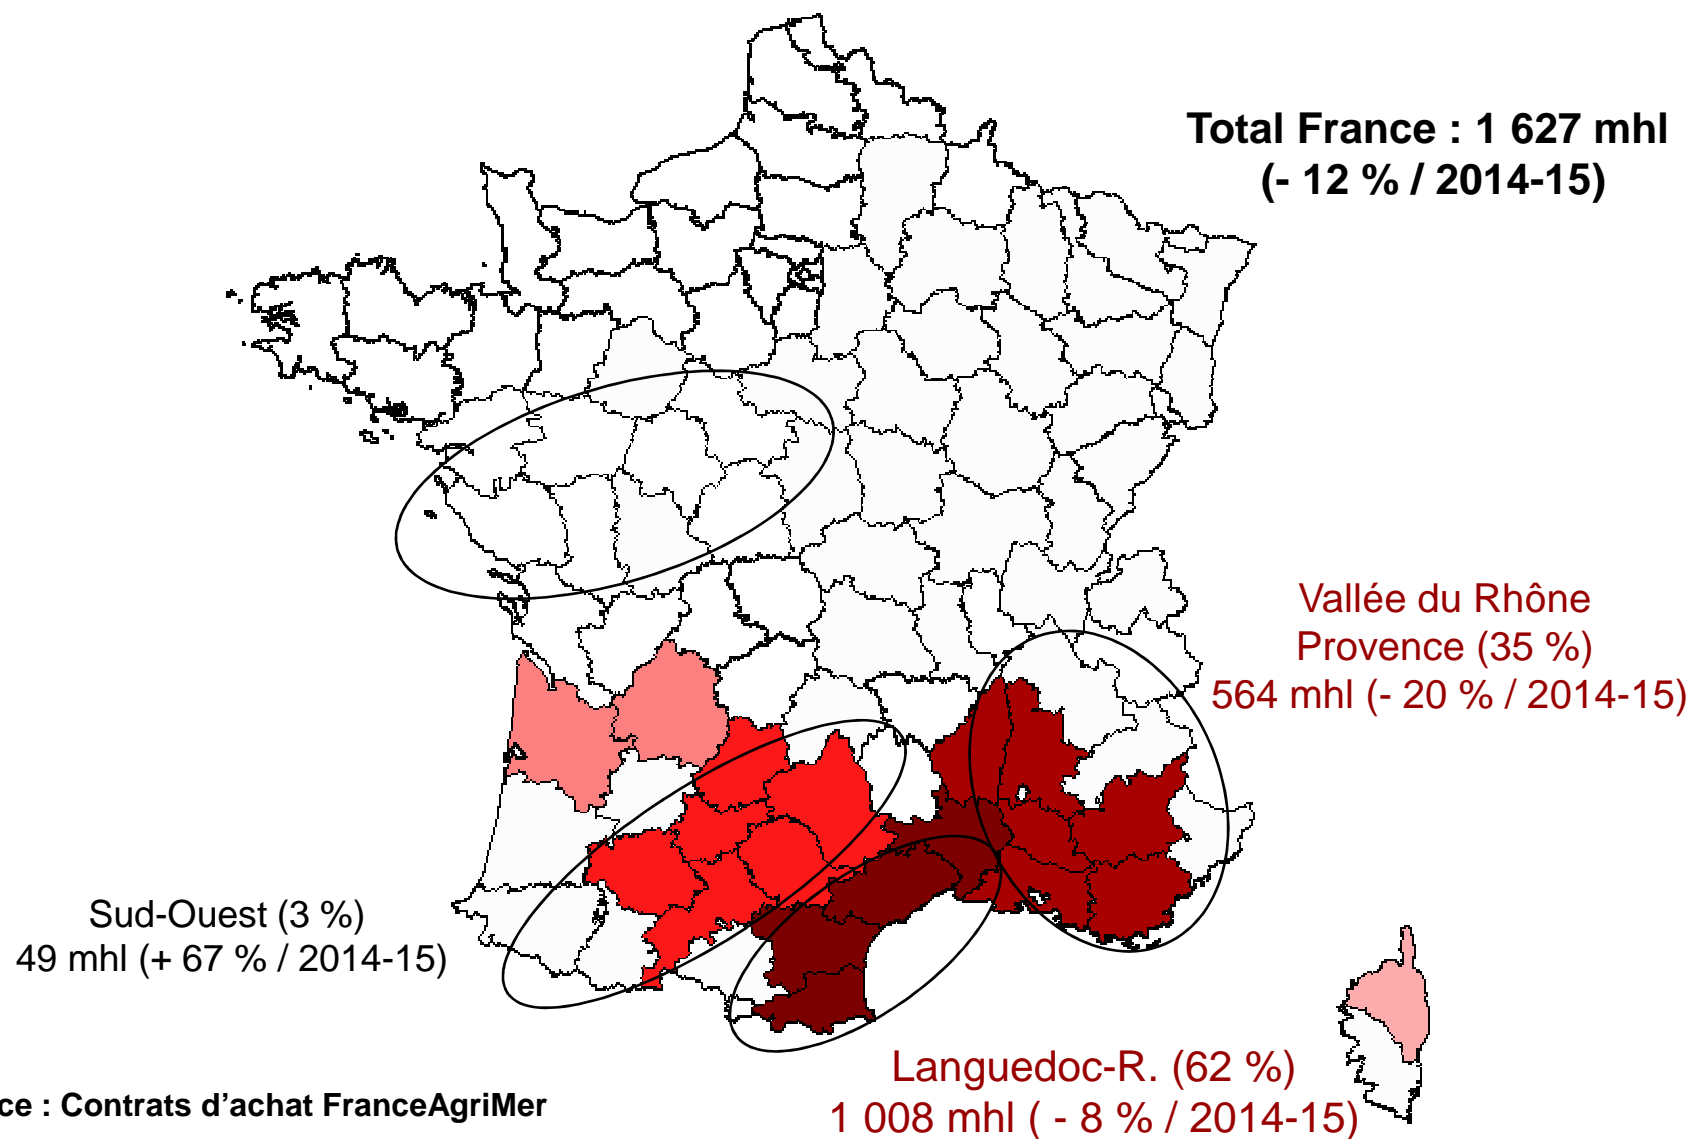 Total France : 1 627 mhl
(- 12 % / 2014-15)
Vallée du Rhône
Provence (35 %)
564 mhl (- 20 % / 2014-15)
Sud-Ouest (3 %)
49 mhl (+ 67 % / 2014-15)
Languedoc-R. (62 %)
1 008 mhl ( - 8 % / 2014-15)
ce : Contrats d'achat FranceAgriMer